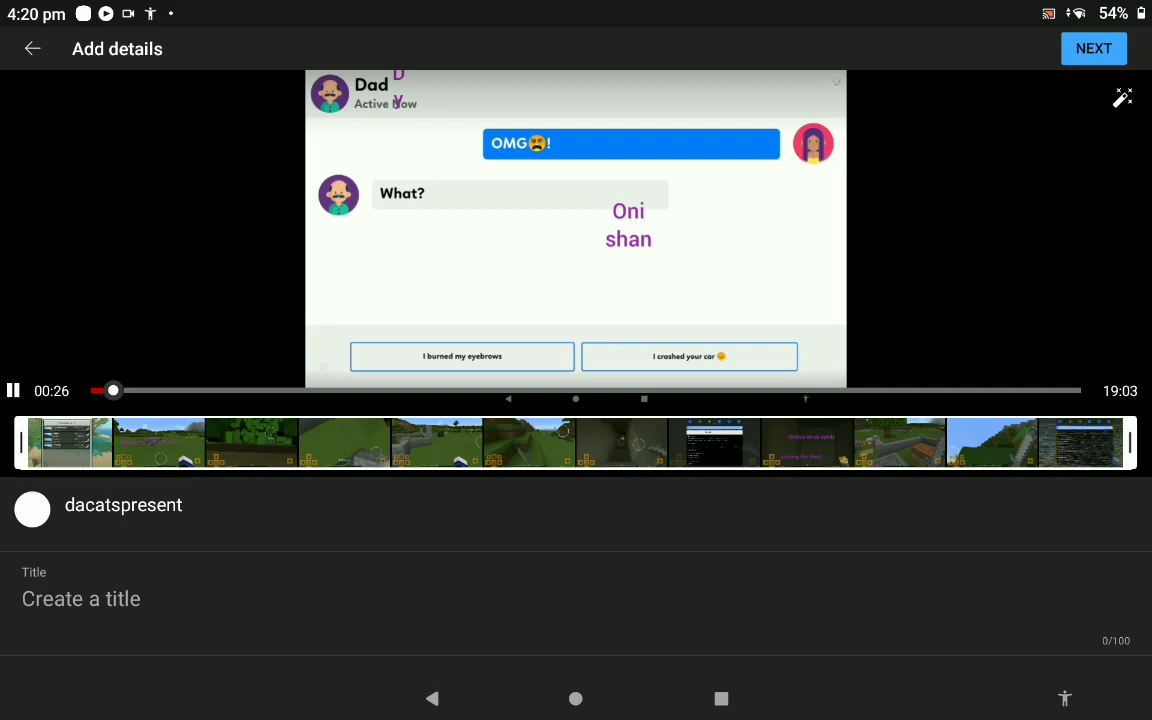 4:20 pm
54%
Add details
NEXT
Dad
D
y
Active Now
OMG😵!
What?
Oni
shan
I burned my eyebrows
I crashed your car
00:26
19:03
dacatspresent
Title
Create a title
0/100